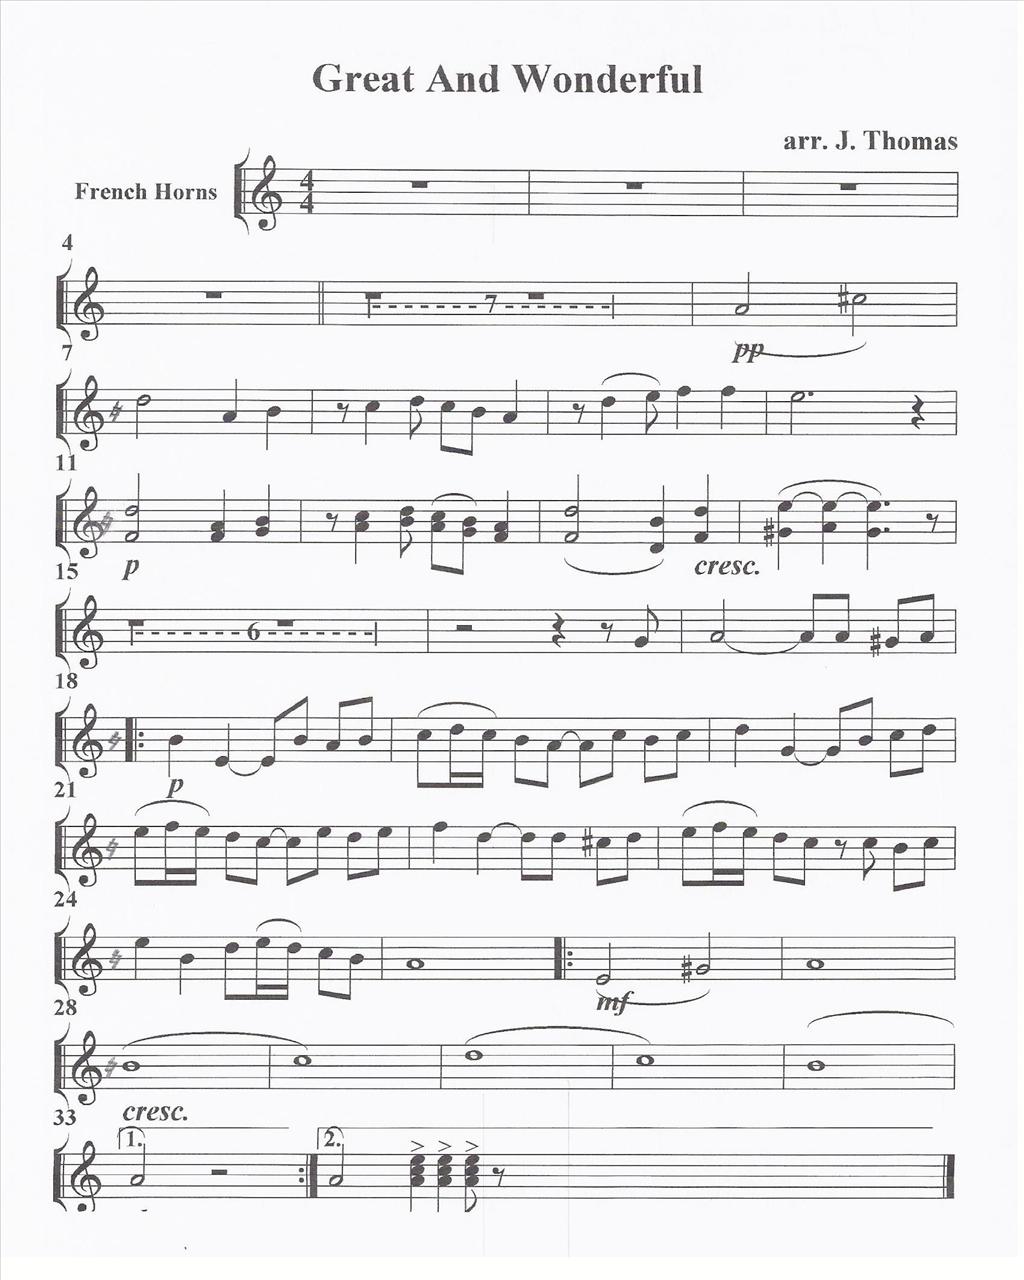 Great And Wonderful
arr. J. Thomas
French Horns
4
4
4
7
pp
7
11
p
cresc.
15
6
18
p
21
24
mf
28
cresc.
33
1.
2.